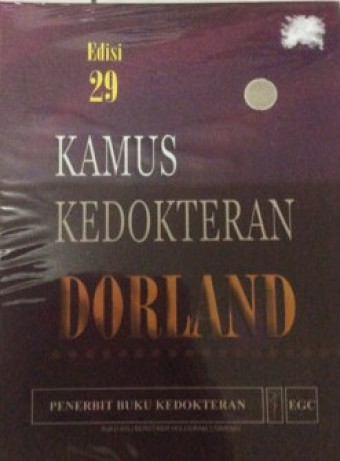 Edisi
29
KAMUS
KEDOKTERAN
DORLAND
PENERBIT BUKU KEDOKTERAN EGC